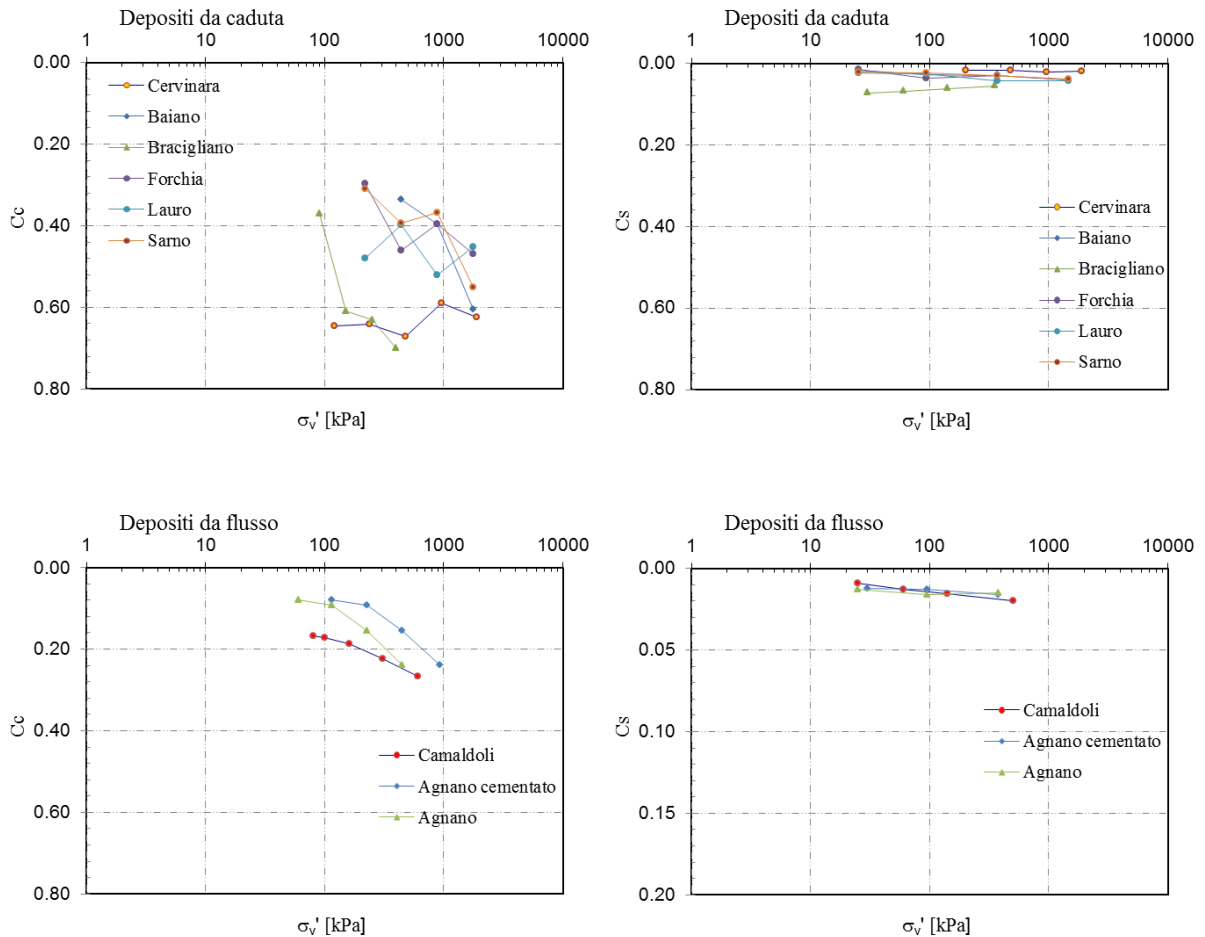 Depositi da caduta
1 10 100 1000 10000
0.00
0.20
0.40
0.60
0.80
Cc
Cervinara
Baiano
Bracigliano
Forchia
Lauro
Sarno
σv' [kPa]
Depositi da caduta
1 10 100 1000 10000
0.00
0.20
0.40
0.60
0.80
Cs
Cervinara
Baiano
Bracigliano
Forchia
Lauro
Sarno
σv' [kPa]
Depositi da flusso
1 10 100 1000 10000
0.00
0.20
0.40
0.60
0.80
Cc
Camaldoli
Agnano cementato
Agnano
σv' [kPa]
Depositi da flusso
1 10 100 1000 10000
0.00
0.05
0.10
0.15
0.20
Cs
Camaldoli
Agnano cementato
Agnano
σv' [kPa]